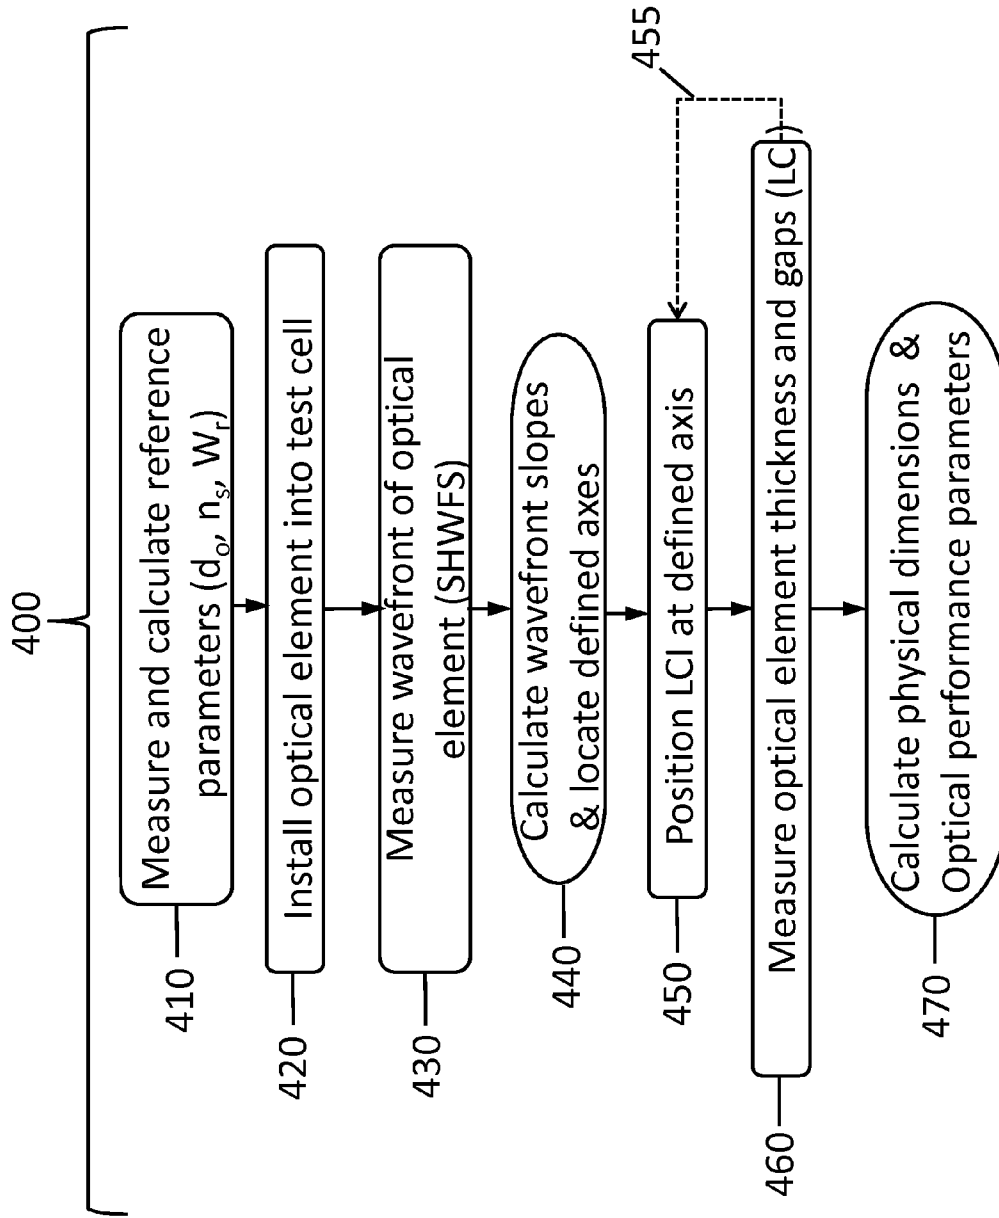 400
Measure and calculate reference
parameters (dₒ, nₛ, Wᵣ)
410
Install optical element into test cell
420
Measure wavefront of optical
element (SHWFS)
430
Calculate wavefront slopes
& locate defined axes
440
Position LCI at defined axis
450
455
Measure optical element thickness and gaps (LC )
460
Calculate physical dimensions &
Optical performance parameters
470